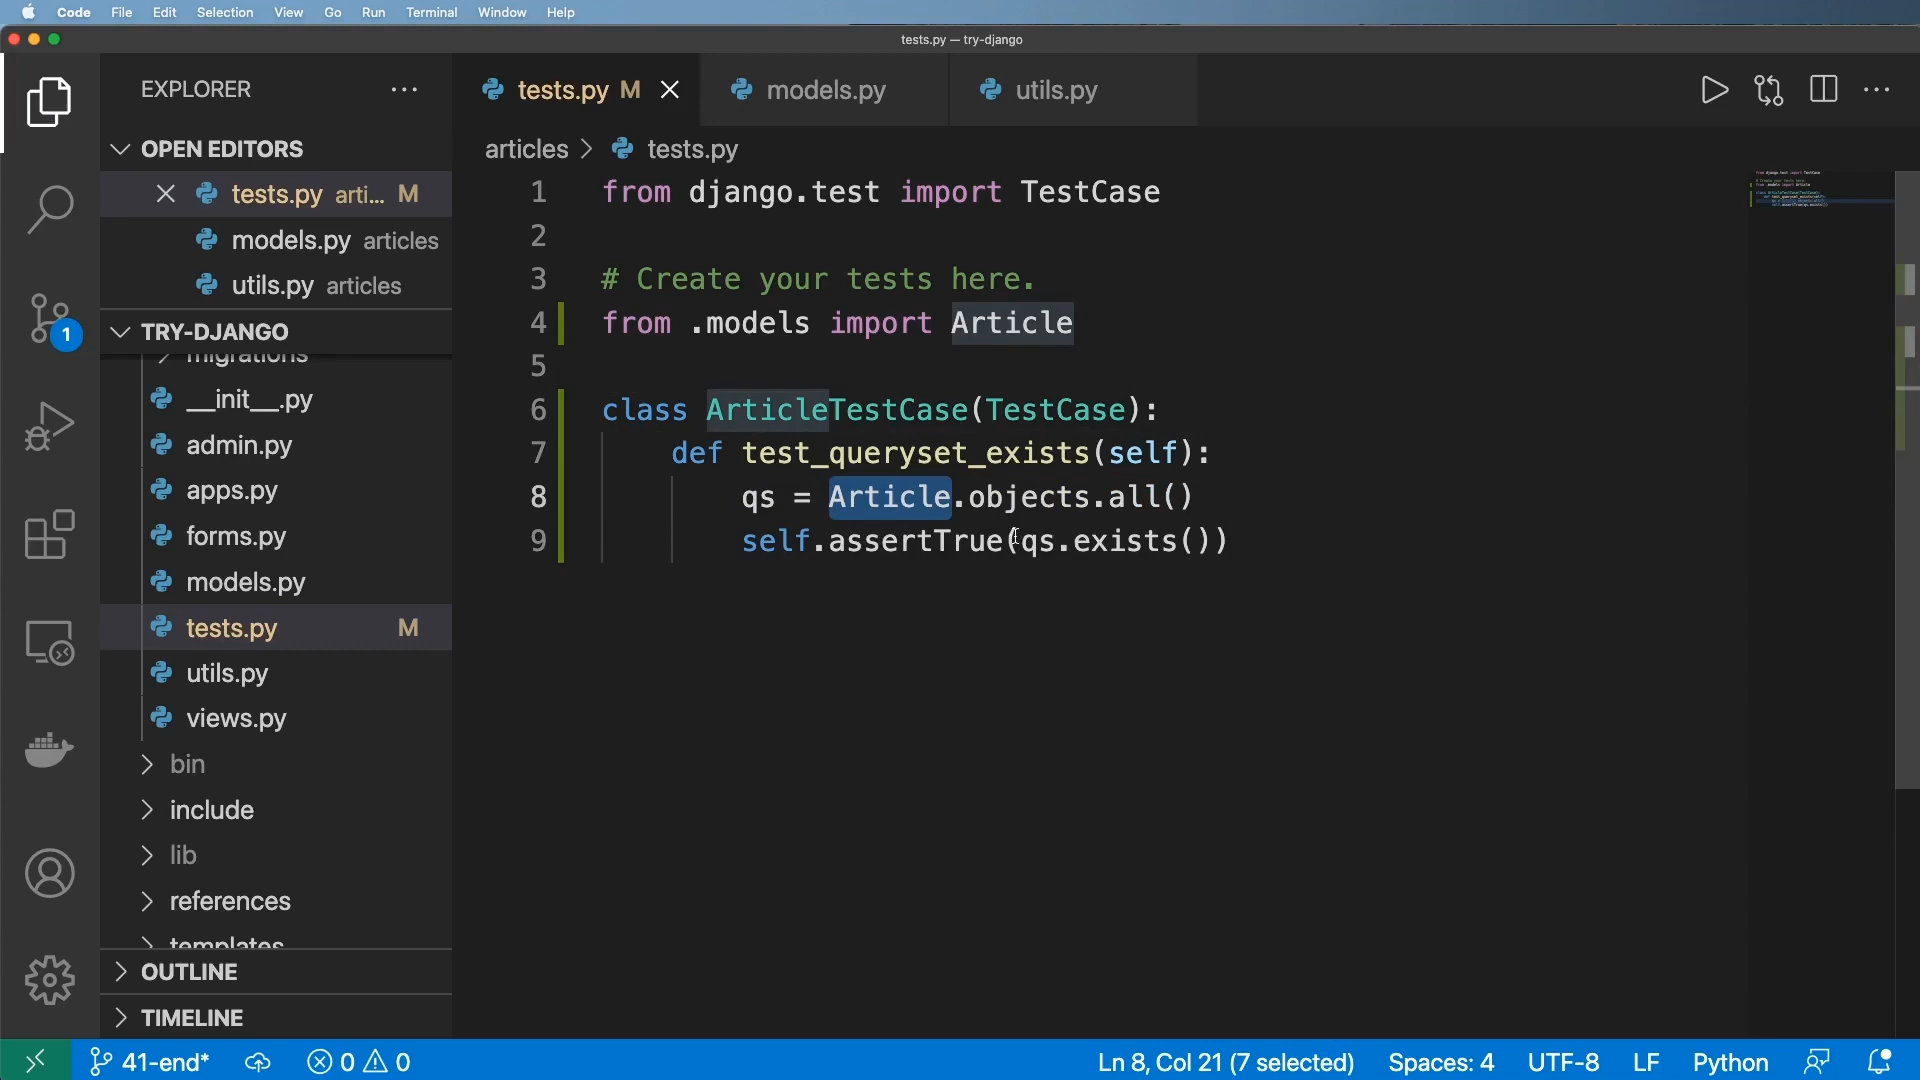 Code File Edit Selection View Go Run Terminal Window Help
tests.py — try-django
EXPLORER
tests.py M
models.py
utils.py
OPEN EDITORS
articles > tests.py
tests.py arti... M
models.py articles
utils.py articles
TRY-DJANGO
migrations
__init__.py
admin.py
apps.py
forms.py
models.py
tests.py M
utils.py
views.py
bin
include
lib
references
templates
OUTLINE
TIMELINE
1
1 from django.test import TestCase
2
3 # Create your tests here.
4 from .models import Article
5
6 class ArticleTestCase(TestCase):
7 def test_queryset_exists(self):
8 qs = Article.objects.all()
9 self.assertTrue(qs.exists())
41-end* 0 0 Ln 8, Col 21 (7 selected) Spaces: 4 UTF-8 LF Python